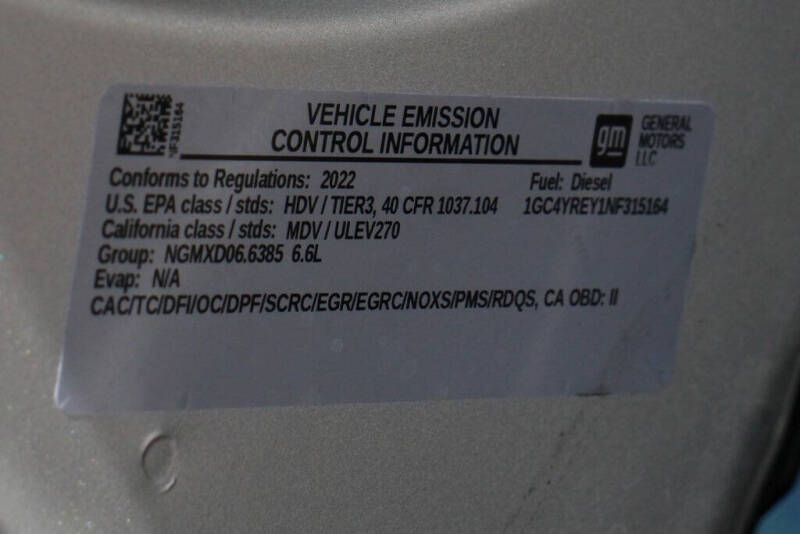 VEHICLE EMISSION
CONTROL INFORMATION
gm
GENERAL
MOTORS
LLC
*NF315164
Conforms to Regulations: 2022
Fuel: Diesel
U.S. EPA class / stds: HDV / TIER3, 40 CFR 1037.104
1GC4YREY1NF315164
California class / stds: MDV / ULEV270
Group: NGMXD06.6385 6.6L
Evap: N/A
CAC/TC/DFI/OC/DPF/SCRC/EGR/EGRC/NOXS/PMS/RDQS, CA OBD: II